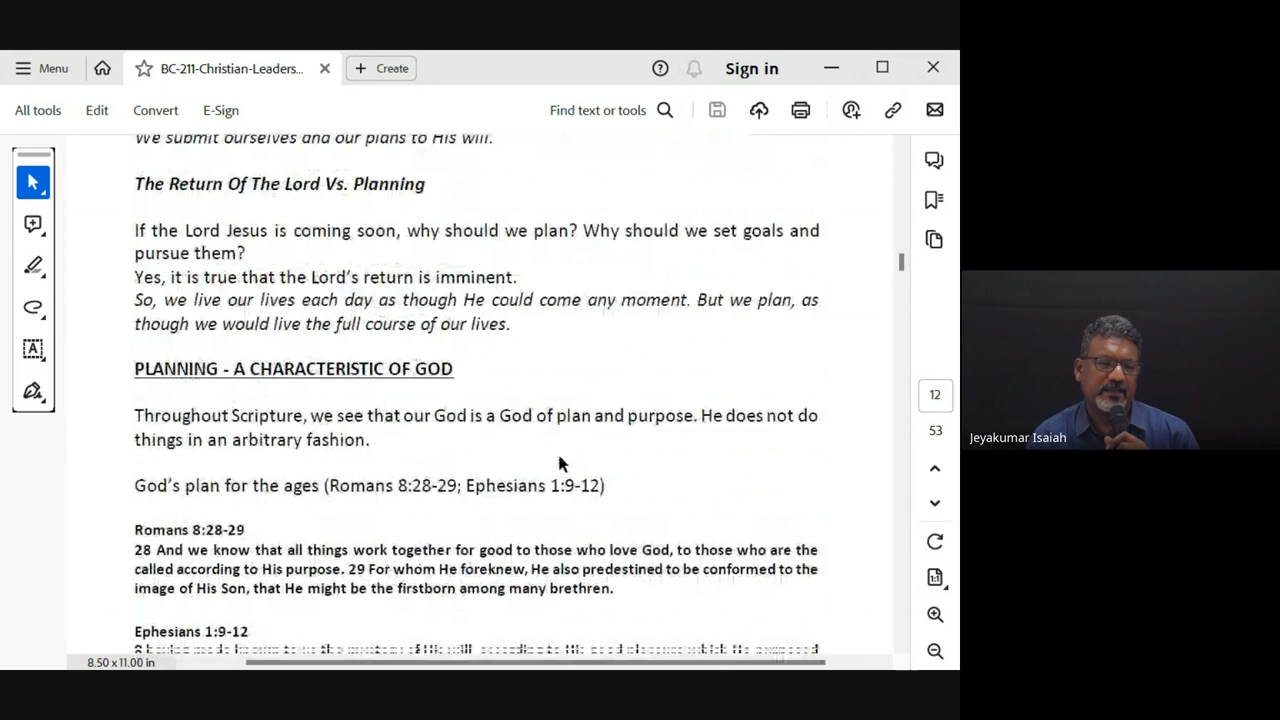 Menu
BC-211-Christian-Leaders...
Create
Sign in
All tools
Edit
Convert
E-Sign
Find text or tools
We submit ourselves and our plans to His will.
The Return Of The Lord Vs. Planning
If the Lord Jesus is coming soon, why should we plan? Why should we set goals and
pursue them?
Yes, it is true that the Lord's return is imminent.
So, we live our lives each day as though He could come any moment. But we plan, as
though we would live the full course of our lives.
PLANNING - A CHARACTERISTIC OF GOD
Throughout Scripture, we see that our God is a God of plan and purpose. He does not do
things in an arbitrary fashion.
God's plan for the ages (Romans 8:28-29; Ephesians 1:9-12)
Romans 8:28-29
28 And we know that all things work together for good to those who love God, to those who are the
called according to His purpose. 29 For whom He foreknew, He also predestined to be conformed to the
image of His Son, that He might be the firstborn among many brethren.
Ephesians 1:9-12
8.50 x 11.00 in
12
53
1:1
Jeyakumar Isaiah